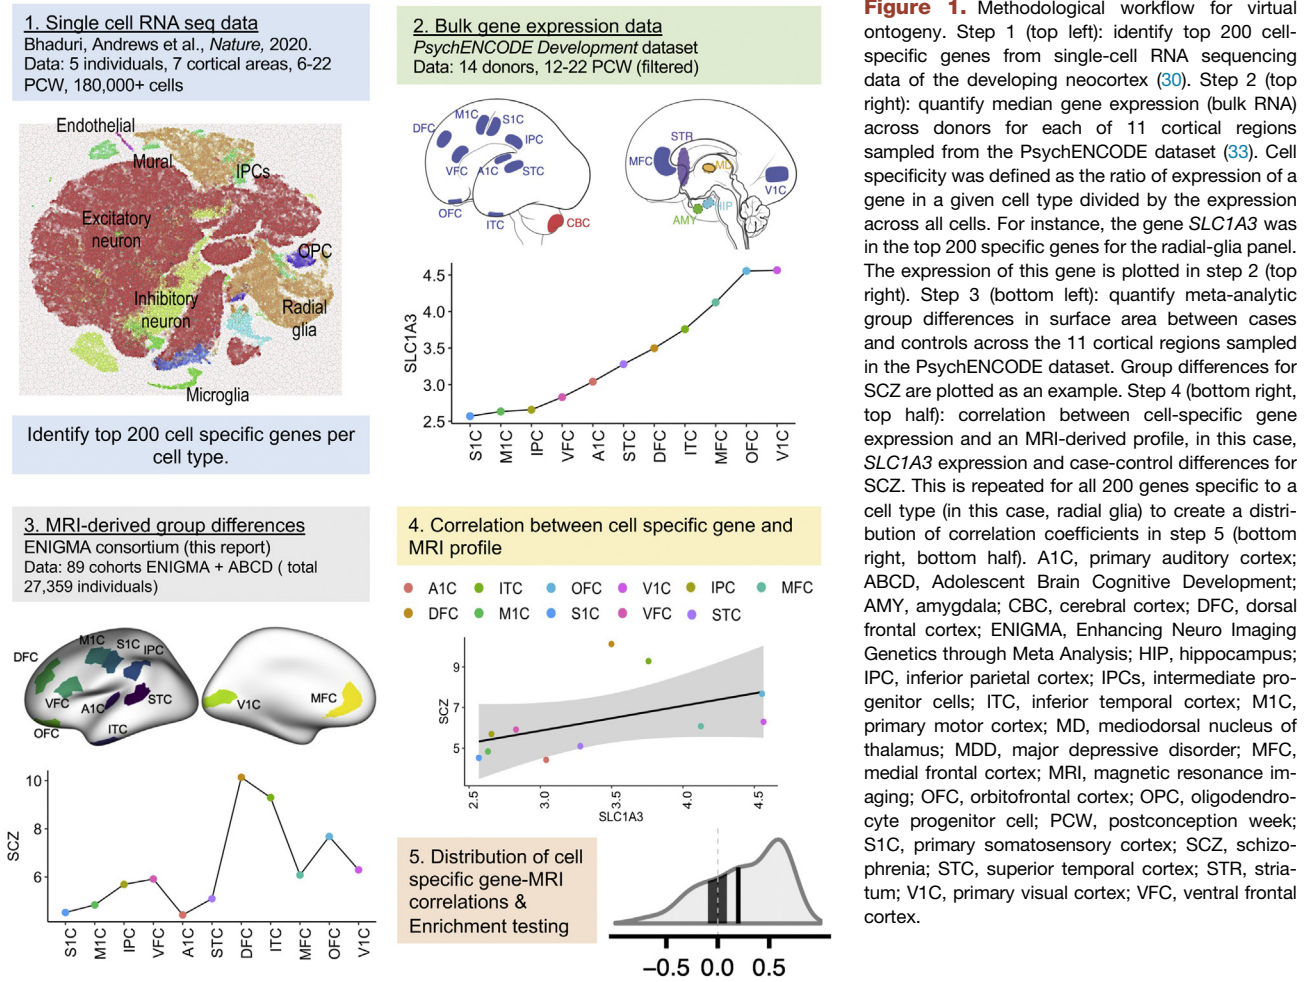 1. Single cell RNA seq data
Bhaduri, Andrews et al., Nature, 2020.
Data: 5 individuals, 7 cortical areas, 6-22
PCW, 180,000+ cells
Endothelial
Mural
IPCs
Excitatory
neuron
OPC
Inhibitory
neuron
Radial
glia
Microglia
Identify top 200 cell specific genes per
cell type.
2. Bulk gene expression data
PsychENCODE Development dataset
Data: 14 donors, 12-22 PCW (filtered)
M1C
S1C
DFC
IPC
VFC
A1C
STC
OFC
ITC
CBC
STR
MFC
MD
V1C
HIP
AMY
4.5
4.0
3.5
3.0
2.5
SLC1A3
S1C
M1C
IPC
VFC
A1C
STC
DFC
ITC
MFC
OFC
V1C
3. MRI-derived group differences
ENIGMA consortium (this report)
Data: 89 cohorts ENIGMA + ABCD ( total
27,359 individuals)
M1C
S1C
IPC
DFC
VFC
A1C
STC
OFC
ITC
V1C
MFC
10
8
6
SCZ
S1C
M1C
IPC
VFC
A1C
STC
DFC
ITC
MFC
OFC
V1C
4. Correlation between cell specific gene and
MRI profile
A1C ITC OFC V1C IPC MFC
DFC M1C S1C VFC STC
9
7
5
SCZ
2.5 3.0 3.5 4.0 4.5
SLC1A3
5. Distribution of cell
specific gene-MRI
correlations &
Enrichment testing
−0.5 0.0 0.5
Figure 1. Methodological workflow for virtual
ontogeny. Step 1 (top left): identify top 200 cell-
specific genes from single-cell RNA sequencing
data of the developing neocortex (30). Step 2 (top
right): quantify median gene expression (bulk RNA)
across donors for each of 11 cortical regions
sampled from the PsychENCODE dataset (33). Cell
specificity was defined as the ratio of expression of a
gene in a given cell type divided by the expression
across all cells. For instance, the gene SLC1A3 was
in the top 200 specific genes for the radial-glia panel.
The expression of this gene is plotted in step 2 (top
right). Step 3 (bottom left): quantify meta-analytic
group differences in surface area between cases
and controls across the 11 cortical regions sampled
in the PsychENCODE dataset. Group differences for
SCZ are plotted as an example. Step 4 (bottom right,
top half): correlation between cell-specific gene
expression and an MRI-derived profile, in this case,
SLC1A3 expression and case-control differences for
SCZ. This is repeated for all 200 genes specific to a
cell type (in this case, radial glia) to create a distri-
bution of correlation coefficients in step 5 (bottom
right, bottom half). A1C, primary auditory cortex;
ABCD, Adolescent Brain Cognitive Development;
AMY, amygdala; CBC, cerebral cortex; DFC, dorsal
frontal cortex; ENIGMA, Enhancing Neuro Imaging
Genetics through Meta Analysis; HIP, hippocampus;
IPC, inferior parietal cortex; IPCs, intermediate pro-
genitor cells; ITC, inferior temporal cortex; M1C,
primary motor cortex; MD, mediodorsal nucleus of
thalamus; MDD, major depressive disorder; MFC,
medial frontal cortex; MRI, magnetic resonance im-
aging; OFC, orbitofrontal cortex; OPC, oligodendro-
cyte progenitor cell; PCW, postconception week;
S1C, primary somatosensory cortex; SCZ, schizo-
phrenia; STC, superior temporal cortex; STR, stria-
tum; V1C, primary visual cortex; VFC, ventral frontal
cortex.